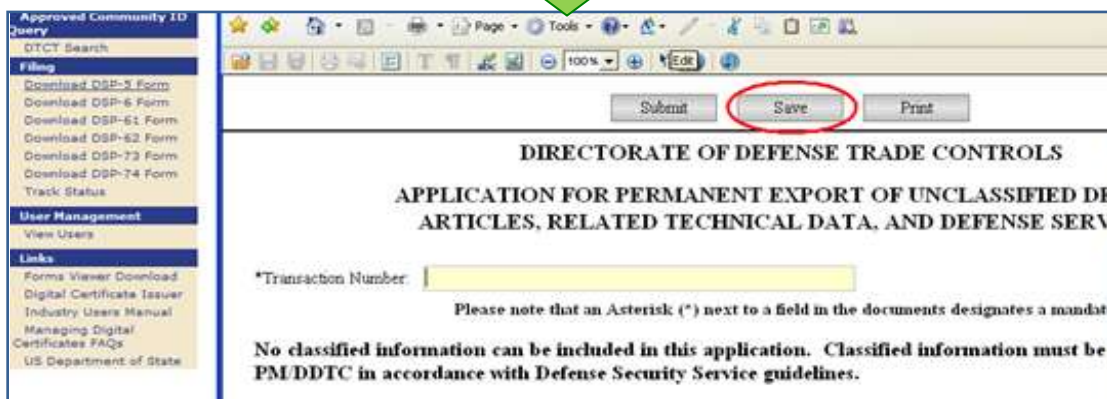 Approved Community ID
Query
DTCT Search
Filing
Download DSP-5 Form
Download DSP-6 Form
Download DSP-61 Form
Download DSP-62 Form
Download DSP-73 Form
Download DSP-74 Form
Track Status
User Management
View Users
Links
Forms Viewer Download
Digital Certificate Issuer
Industry Users Manual
Managing Digital
Certificates FAQs
US Department of State
Page
Tools
100%
Edit
Submit
Save
Print
DIRECTORATE OF DEFENSE TRADE CONTROLS
APPLICATION FOR PERMANENT EXPORT OF UNCLASSIFIED DE
ARTICLES, RELATED TECHNICAL DATA, AND DEFENSE SERV
*Transaction Number:
Please note that an Asterisk (*) next to a field in the documents designates a mandat
No classified information can be included in this application. Classified information must be
PM/DDTC in accordance with Defense Security Service guidelines.